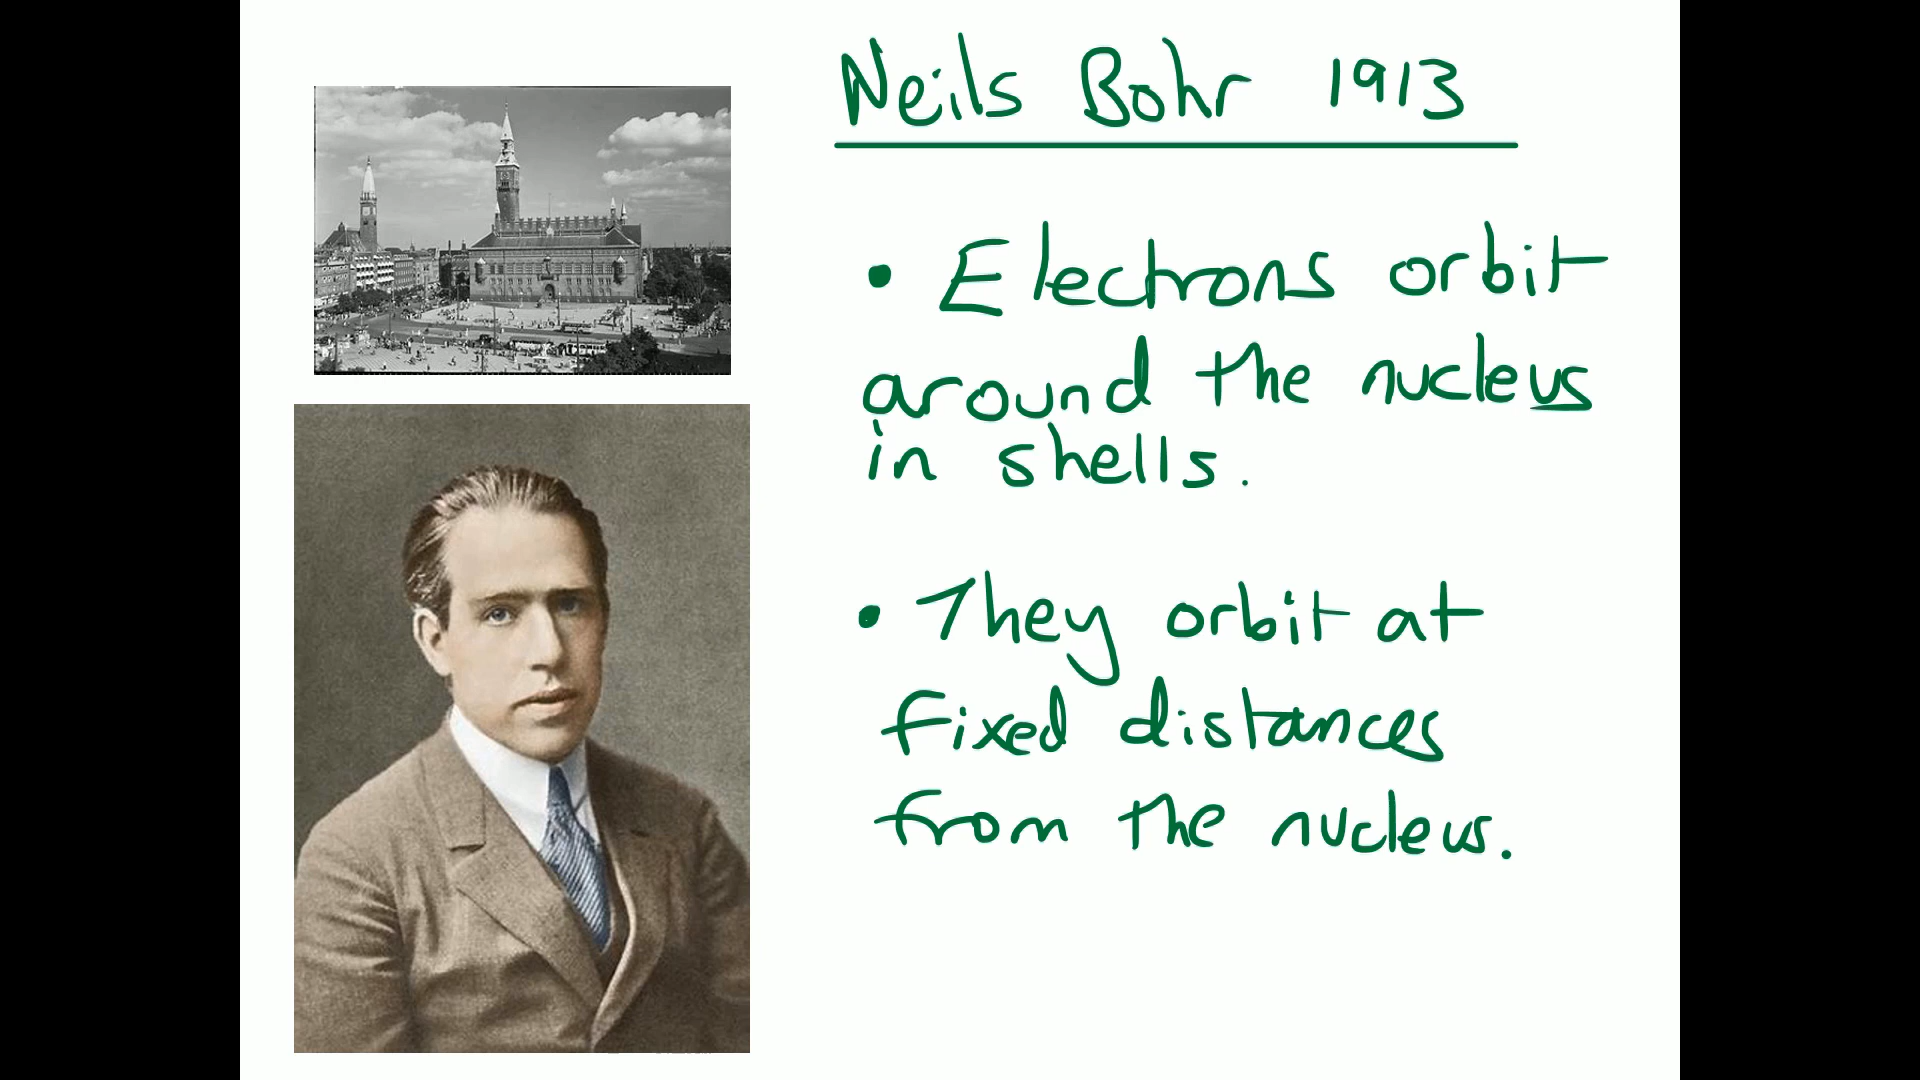 Neils Bohr 1913
• Electrons orbit
around the nucleus
in shells.
• They orbit at
fixed distances
from the nucleus.